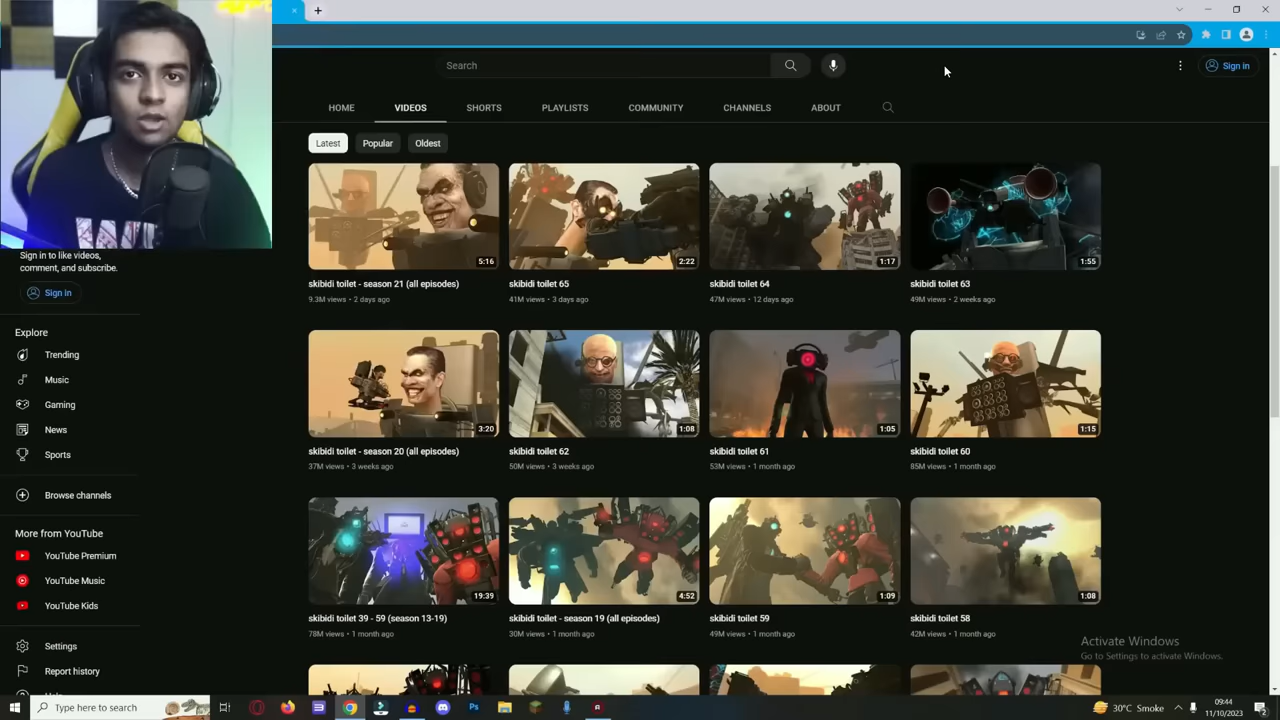 Search
Sign in
HOME
VIDEOS
SHORTS
PLAYLISTS
COMMUNITY
CHANNELS
ABOUT
Latest
Popular
Oldest
5:16
2:22
1:17
1:55
skibidi toilet - season 21 (all episodes)
skibidi toilet 65
skibidi toilet 64
skibidi toilet 63
9.3M views • 2 days ago
41M views • 3 days ago
47M views • 12 days ago
49M views • 2 weeks ago
3:20
1:08
1:05
1:15
skibidi toilet - season 20 (all episodes)
skibidi toilet 62
skibidi toilet 61
skibidi toilet 60
37M views • 3 weeks ago
50M views • 3 weeks ago
53M views • 1 month ago
85M views • 1 month ago
19:39
4:52
1:09
1:08
skibidi toilet 39 - 59 (season 13-19)
skibidi toilet - season 19 (all episodes)
skibidi toilet 59
skibidi toilet 58
78M views • 1 month ago
30M views • 1 month ago
49M views • 1 month ago
42M views • 1 month ago
Sign in to like videos,
comment, and subscribe.
Sign in
Explore
Trending
Music
Gaming
News
Sports
Browse channels
More from YouTube
YouTube Premium
YouTube Music
YouTube Kids
Settings
Report history
Activate Windows
Go to Settings to activate Windows.
Type here to search
30°C Smoke
09:44
11/10/2023